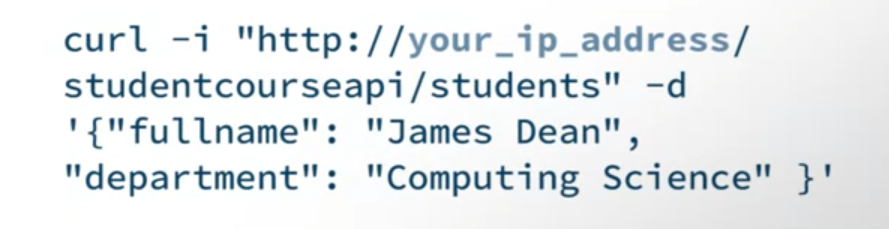 curl -i "http://your_ip_address/
studentcourseapi/students" -d
'{"fullname": "James Dean",
"department": "Computing Science" }'